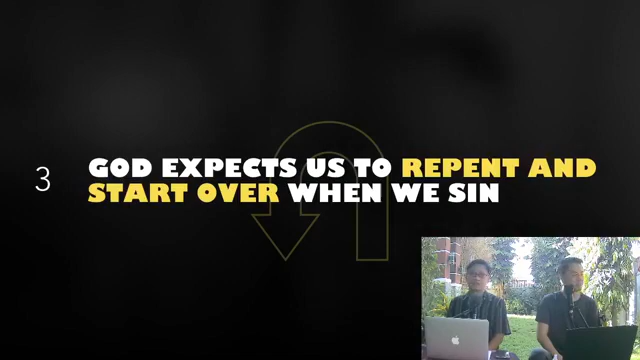 3
GOD EXPECTS US TO REPENT AND
START OVER WHEN WE SIN